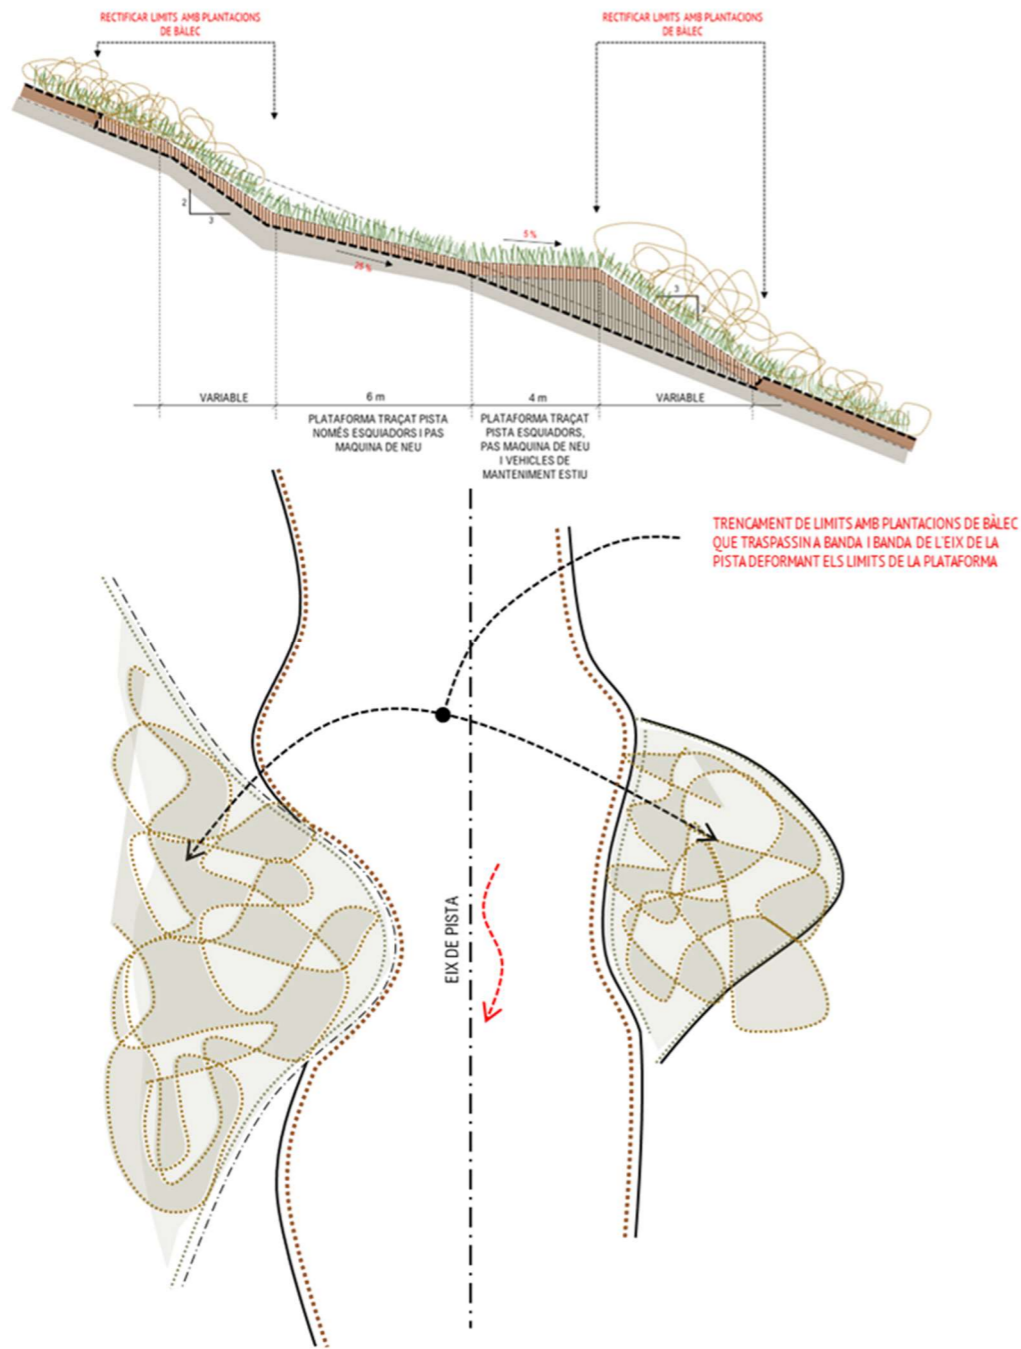 RECTIFICAR LIMITS AMB PLANTACIONS
DE BÀLEC
RECTIFICAR LIMITS AMB PLANTACIONS
DE BÀLEC
2
3
25 %
5 %
3
VARIABLE
6 m
4 m
VARIABLE
PLATAFORMA TRAÇAT PISTA
NOMÉS ESQUIADORS I PAS
MAQUINA DE NEU
PLATAFORMA TRAÇAT
PISTA ESQUIADORS,
PAS MAQUINA DE NEU
I VEHICLES DE
MANTENIMENT ESTIU
TRENCAMENT DE LIMITS AMB PLANTACIONS DE BÀLEC
QUE TRASPASSIN A BANDA I BANDA DE L'EIX DE LA
PISTA DEFORMANT ELS LIMITS DE LA PLATAFORMA
EIX DE PISTA